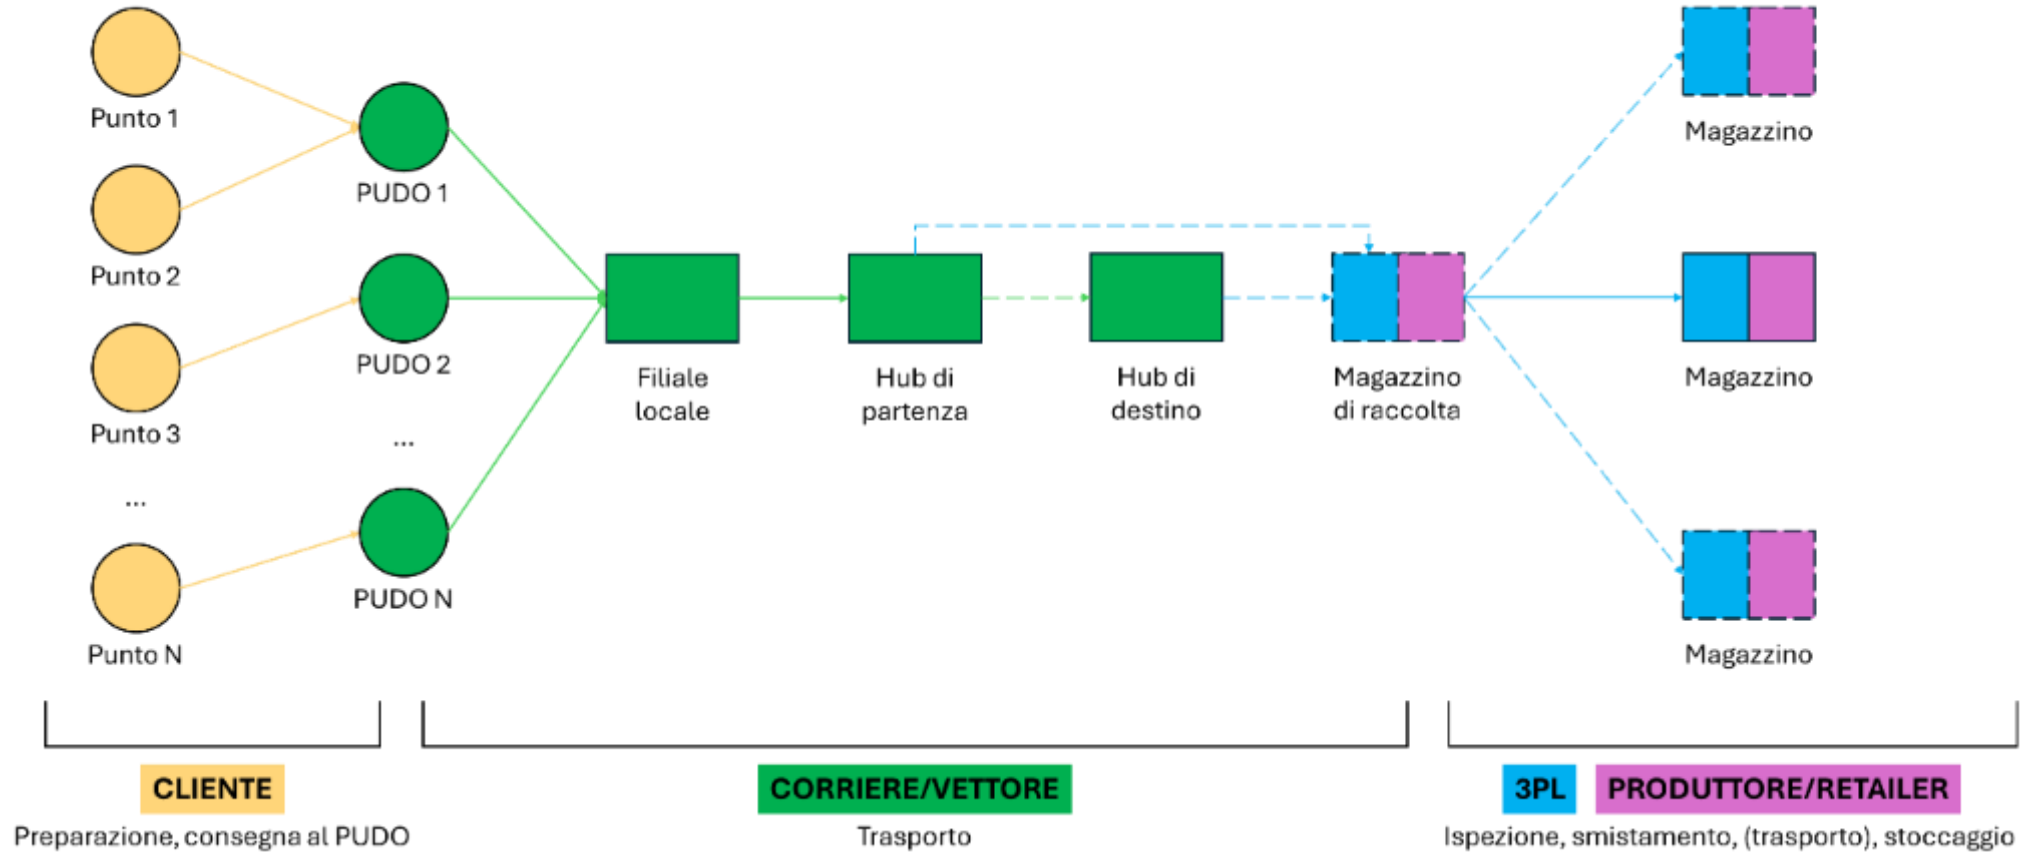 Punto 1
Punto 2
Punto 3
...
Punto N
PUDO 1
PUDO 2
...
PUDO N
Filiale
locale
Hub di
partenza
Hub di
destino
Magazzino
di raccolta
Magazzino
Magazzino
Magazzino
CLIENTE
Preparazione, consegna al PUDO
CORRIERE/VETTORE
Trasporto
3PL
PRODUTTORE/RETAILER
Ispezione, smistamento, (trasporto), stoccaggio